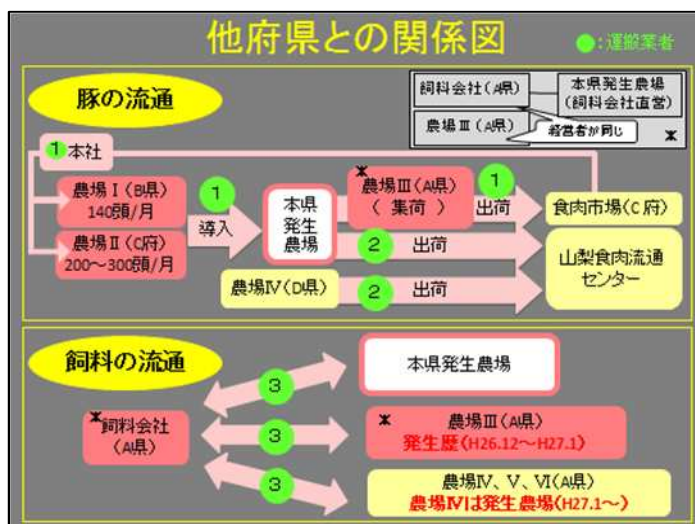 他府県との関係図
●:運搬業者
豚の流通
飼料会社(A県)
本県発生農場
(飼料会社直営)
農場Ⅲ(A県)
経営者が同じ
*
1 本社
農場Ⅰ(B県)
140頭/月
農場Ⅱ(C府)
200~300頭/月
1
導入
本県
発生
農場
* 農場Ⅲ(A県)
( 集荷 )
1
出荷
食肉市場(C府)
2 出荷
山梨食肉流通
センター
農場Ⅳ(D県)
2 出荷
飼料の流通
* 飼料会社
(A県)
3
本県発生農場
3
* 農場Ⅲ(A県)
発生歴(H26.12~H27.1)
3
農場Ⅳ、Ⅴ、Ⅵ(A県)
農場Ⅳは発生農場(H27.1~)